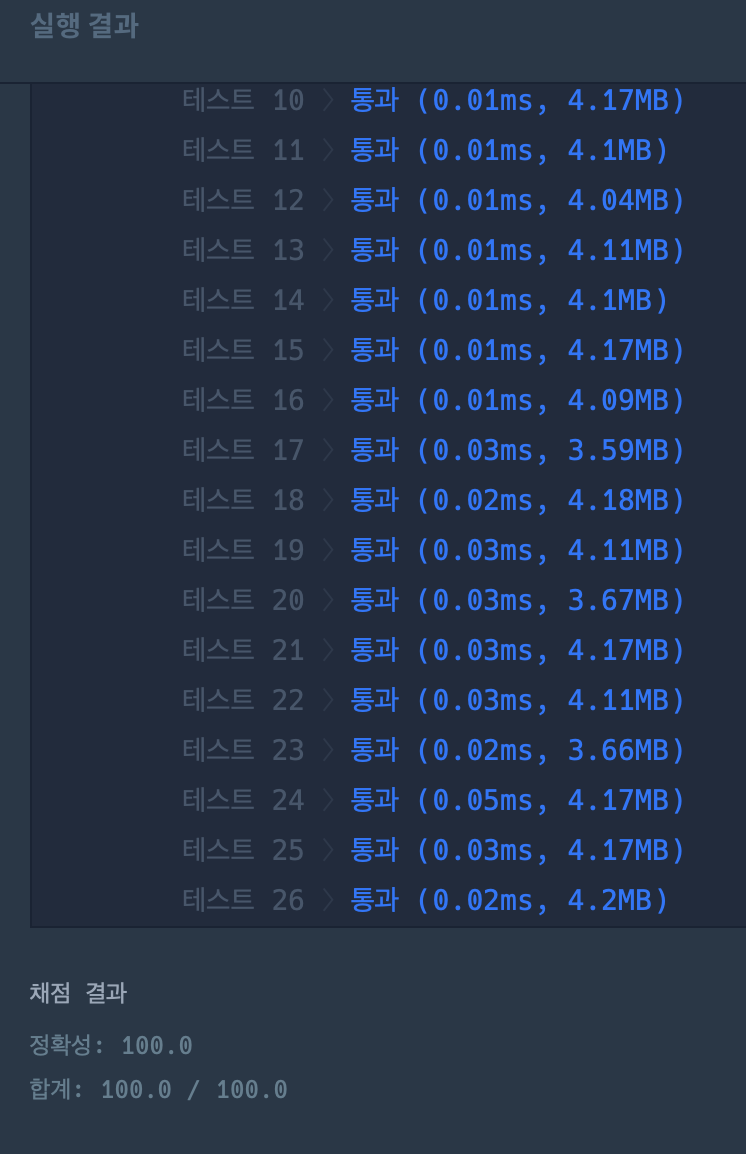 실행 결과
테스트 10 〉 통과 (0.01ms, 4.17MB)
테스트 11 〉 통과 (0.01ms, 4.1MB)
테스트 12 〉 통과 (0.01ms, 4.04MB)
테스트 13 〉 통과 (0.01ms, 4.11MB)
테스트 14 〉 통과 (0.01ms, 4.1MB)
테스트 15 〉 통과 (0.01ms, 4.17MB)
테스트 16 〉 통과 (0.01ms, 4.09MB)
테스트 17 〉 통과 (0.03ms, 3.59MB)
테스트 18 〉 통과 (0.02ms, 4.18MB)
테스트 19 〉 통과 (0.03ms, 4.11MB)
테스트 20 〉 통과 (0.03ms, 3.67MB)
테스트 21 〉 통과 (0.03ms, 4.17MB)
테스트 22 〉 통과 (0.03ms, 4.11MB)
테스트 23 〉 통과 (0.02ms, 3.66MB)
테스트 24 〉 통과 (0.05ms, 4.17MB)
테스트 25 〉 통과 (0.03ms, 4.17MB)
테스트 26 〉 통과 (0.02ms, 4.2MB)
채점 결과
정확성: 100.0
합계: 100.0 / 100.0